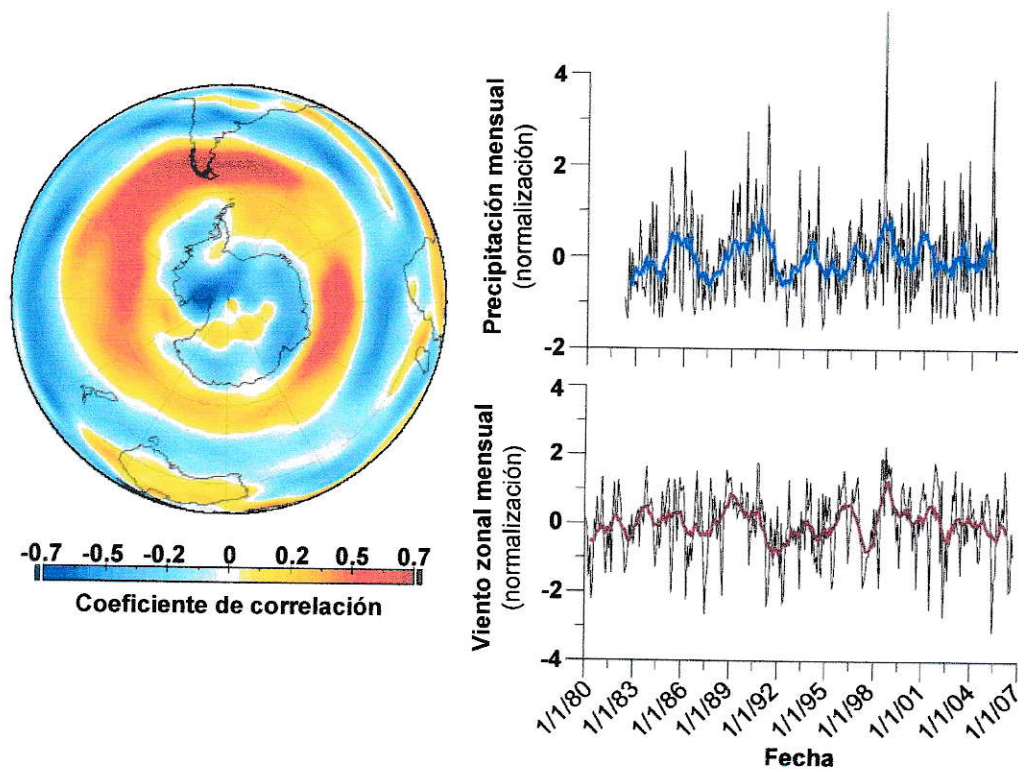 -0.7 -0.5 -0.2 0 0.2 0.5 0.7
Coeficiente de correlación
Precipitación mensual
(normalización)
4
2
0
-2
Viento zonal mensual
(normalización)
4
2
0
-2
-4
1/1/80
1/1/83
1/1/86
1/1/89
1/1/92
1/1/95
1/1/98
1/1/01
1/1/04
1/1/07
Fecha